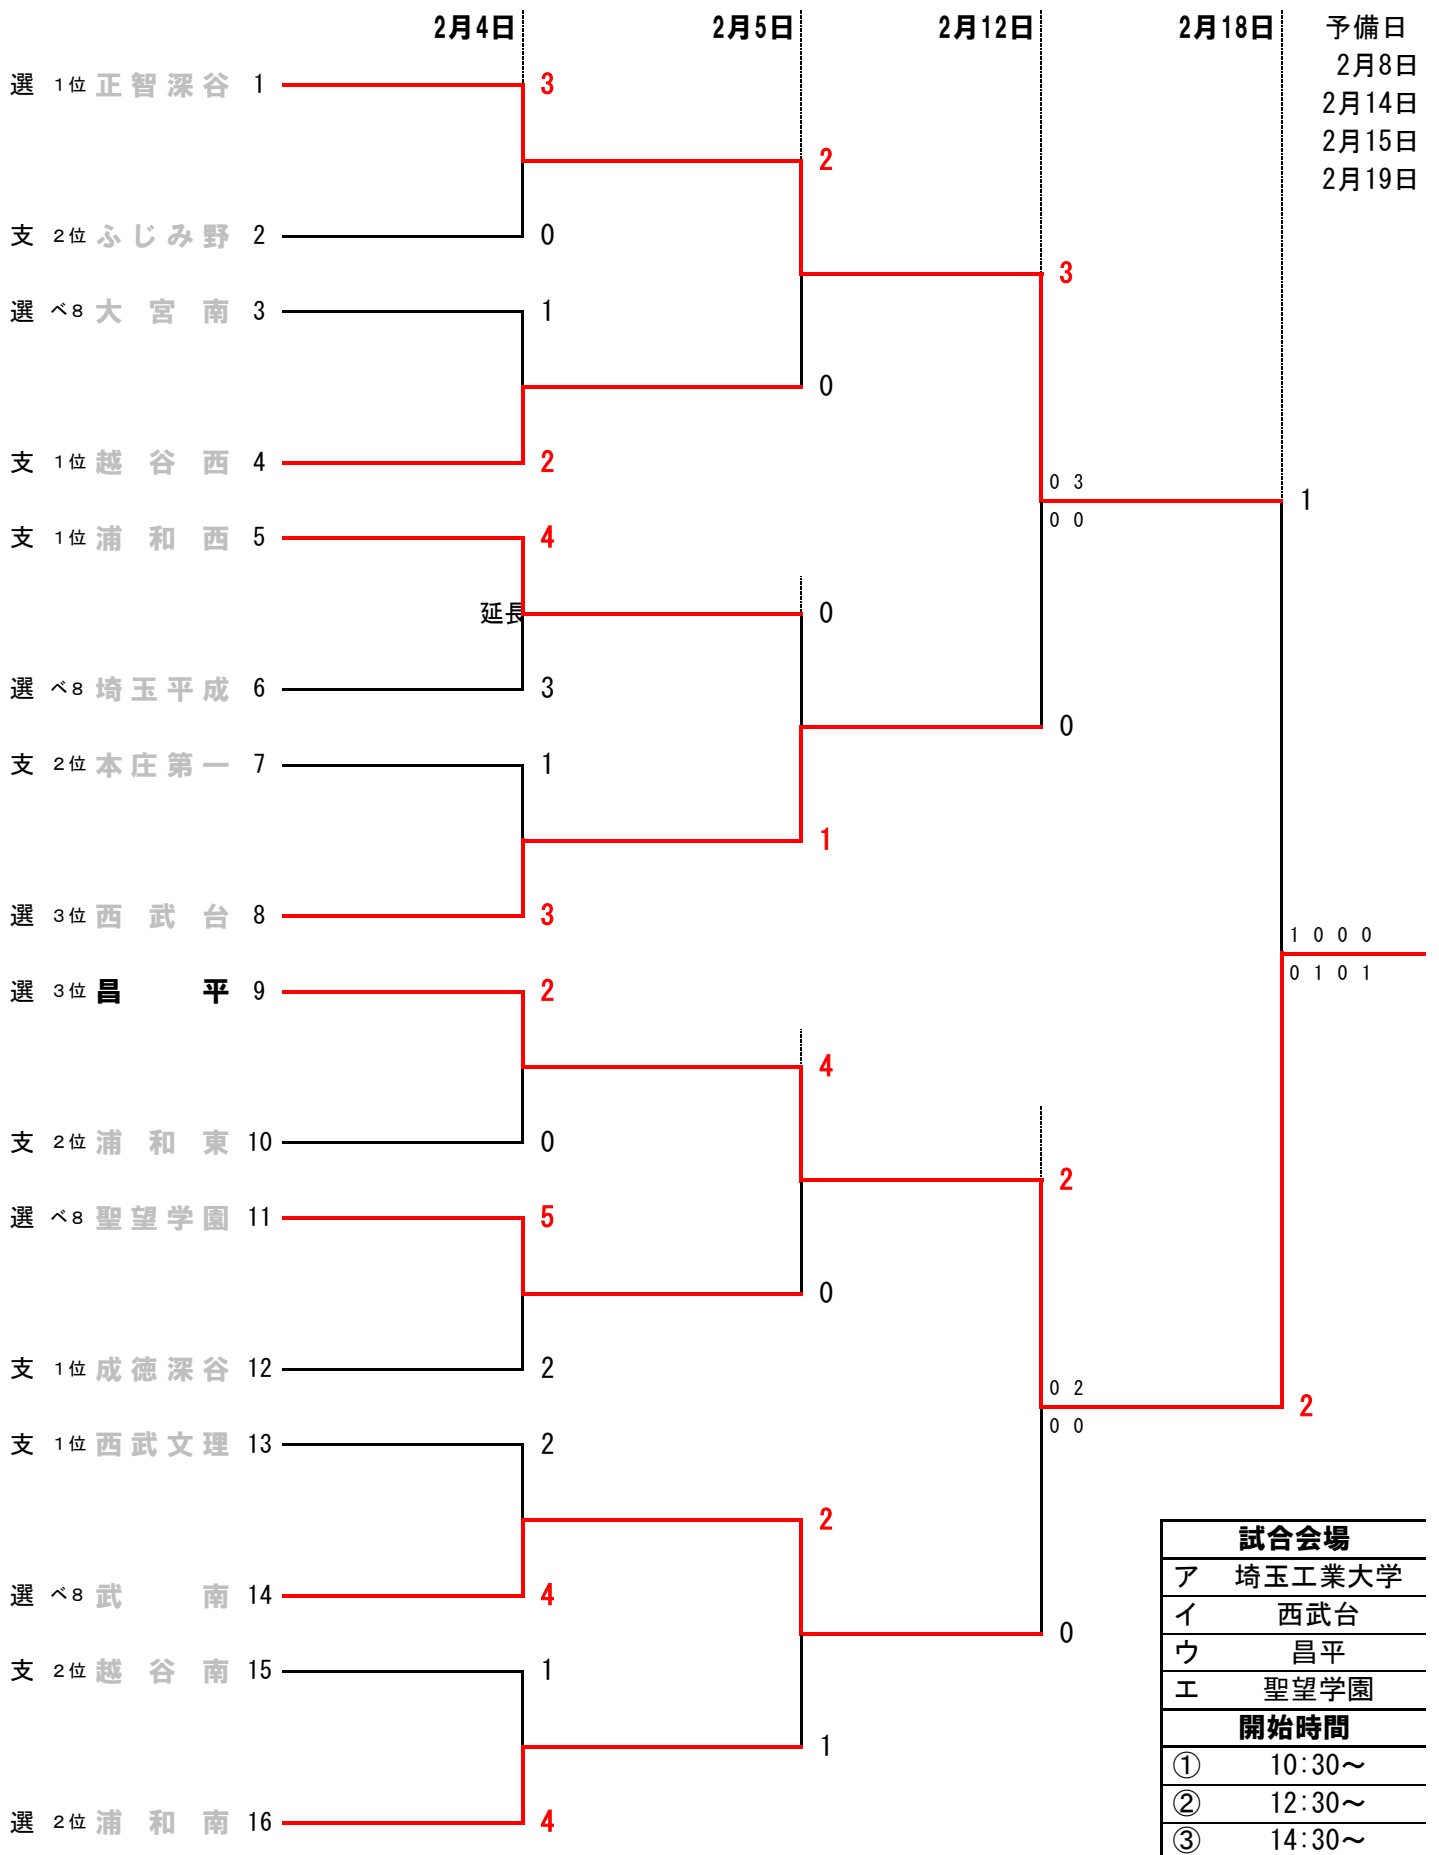 2月4日 2月5日 2月12日 2月18日 予備日
2月8日
選 1位 正智深谷 1 3
2月14日
2月15日
2
2月19日
支 2位 ふじみ野 2 0
3
選 ベ8 大宮南 3 1
0
支 1位 越谷西 4 2
0 3
1
0 0
支 1位 浦和西 5 4
延長 0
選 ベ8 埼玉平成 6 3
0
支 2位 本庄第一 7 1
1
選 3位 西武台 8 3
1 0 0 0
0 1 0 1
選 3位 昌平 9 2
4
支 2位 浦和東 10 0
2
選 ベ8 聖望学園 11 5
0
支 1位 成徳深谷 12 2
0 2
2
0 0
支 1位 西武文理 13 2
2
試合会場
ア 埼玉工業大学
選 ベ8 武南 14 4
イ 西武台
0
ウ 昌平
支 2位 越谷南 15 1
エ 聖望学園
開始時間
1
① 10:30～
② 12:30～
選 2位 浦和南 16 4
③ 14:30～